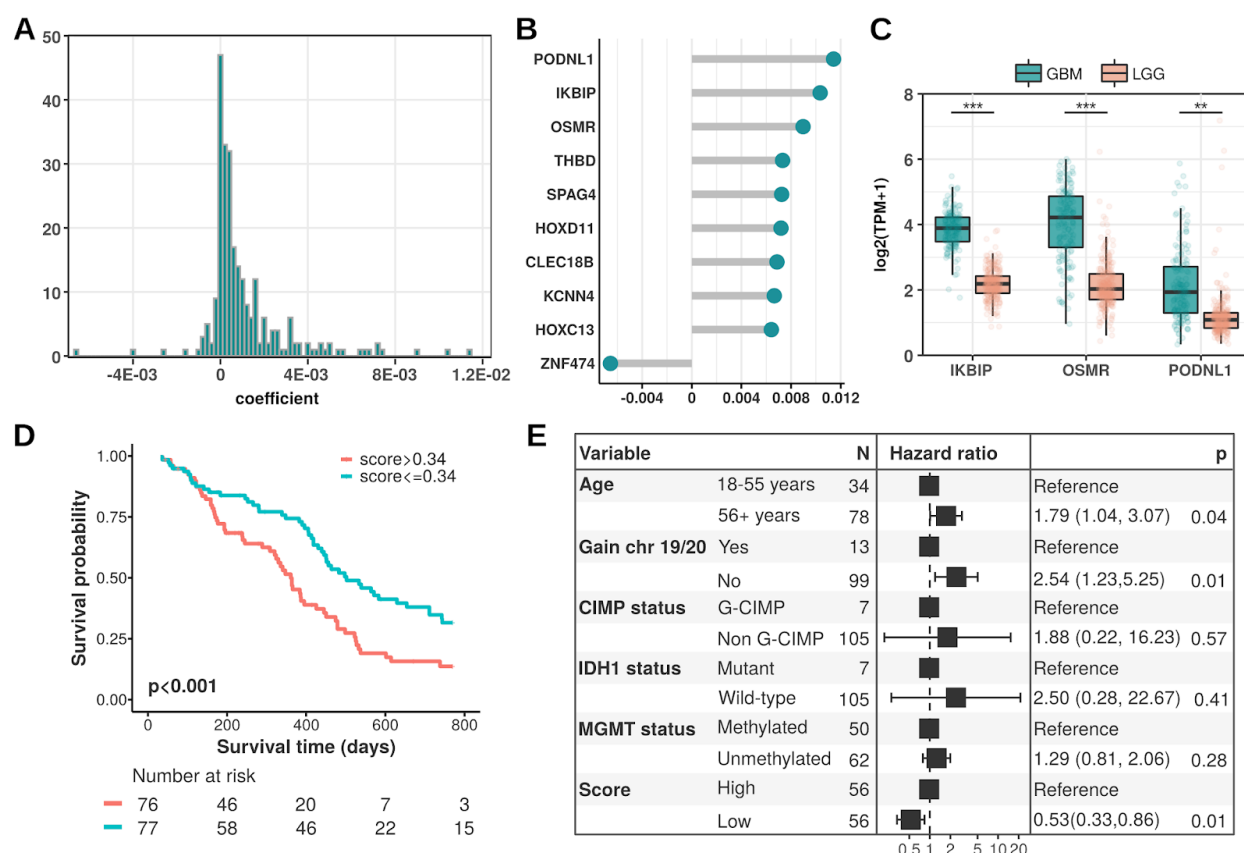 A
50
40
30
20
10
0
-4E-03 0 4E-03 8E-03 1.2E-02
coefficient
B
PODNL1
IKBIP
OSMR
THBD
SPAG4
HOXD11
CLEC18B
KCNN4
HOXC13
ZNF474
-0.004 0 0.004 0.008 0.012
C
GBM LGG
log2(TPM+1)
8
6
4
2
0
*** *** **
IKBIP OSMR PODNL1
D
Survival probability
1.00
0.75
0.50
0.25
0.00
score>0.34
score<=0.34
p<0.001
0 200 400 600 800
Survival time (days)
Number at risk
76 46 20 7 3
77 58 46 22 15
E
Variable N Hazard ratio p
Age 18-55 years 34 Reference
56+ years 78 1.79 (1.04, 3.07) 0.04
Gain chr 19/20 Yes 13 Reference
No 99 2.54 (1.23,5.25) 0.01
CIMP status G-CIMP 7 Reference
Non G-CIMP 105 1.88 (0.22, 16.23) 0.57
IDH1 status Mutant 7 Reference
Wild-type 105 2.50 (0.28, 22.67) 0.41
MGMT status Methylated 50 Reference
Unmethylated 62 1.29 (0.81, 2.06) 0.28
Score High 56 Reference
Low 56 0.53(0.33,0.86) 0.01
0.5 1 2 5 10 20